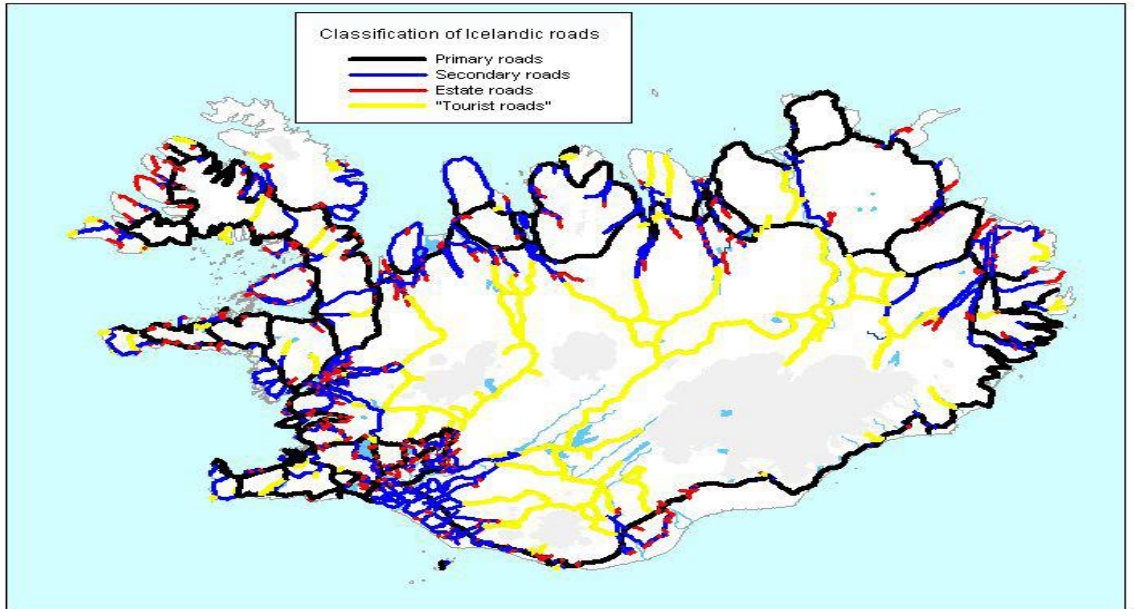 Classification of Icelandic roads
Primary roads
Secondary roads
Estate roads
"Tourist roads"